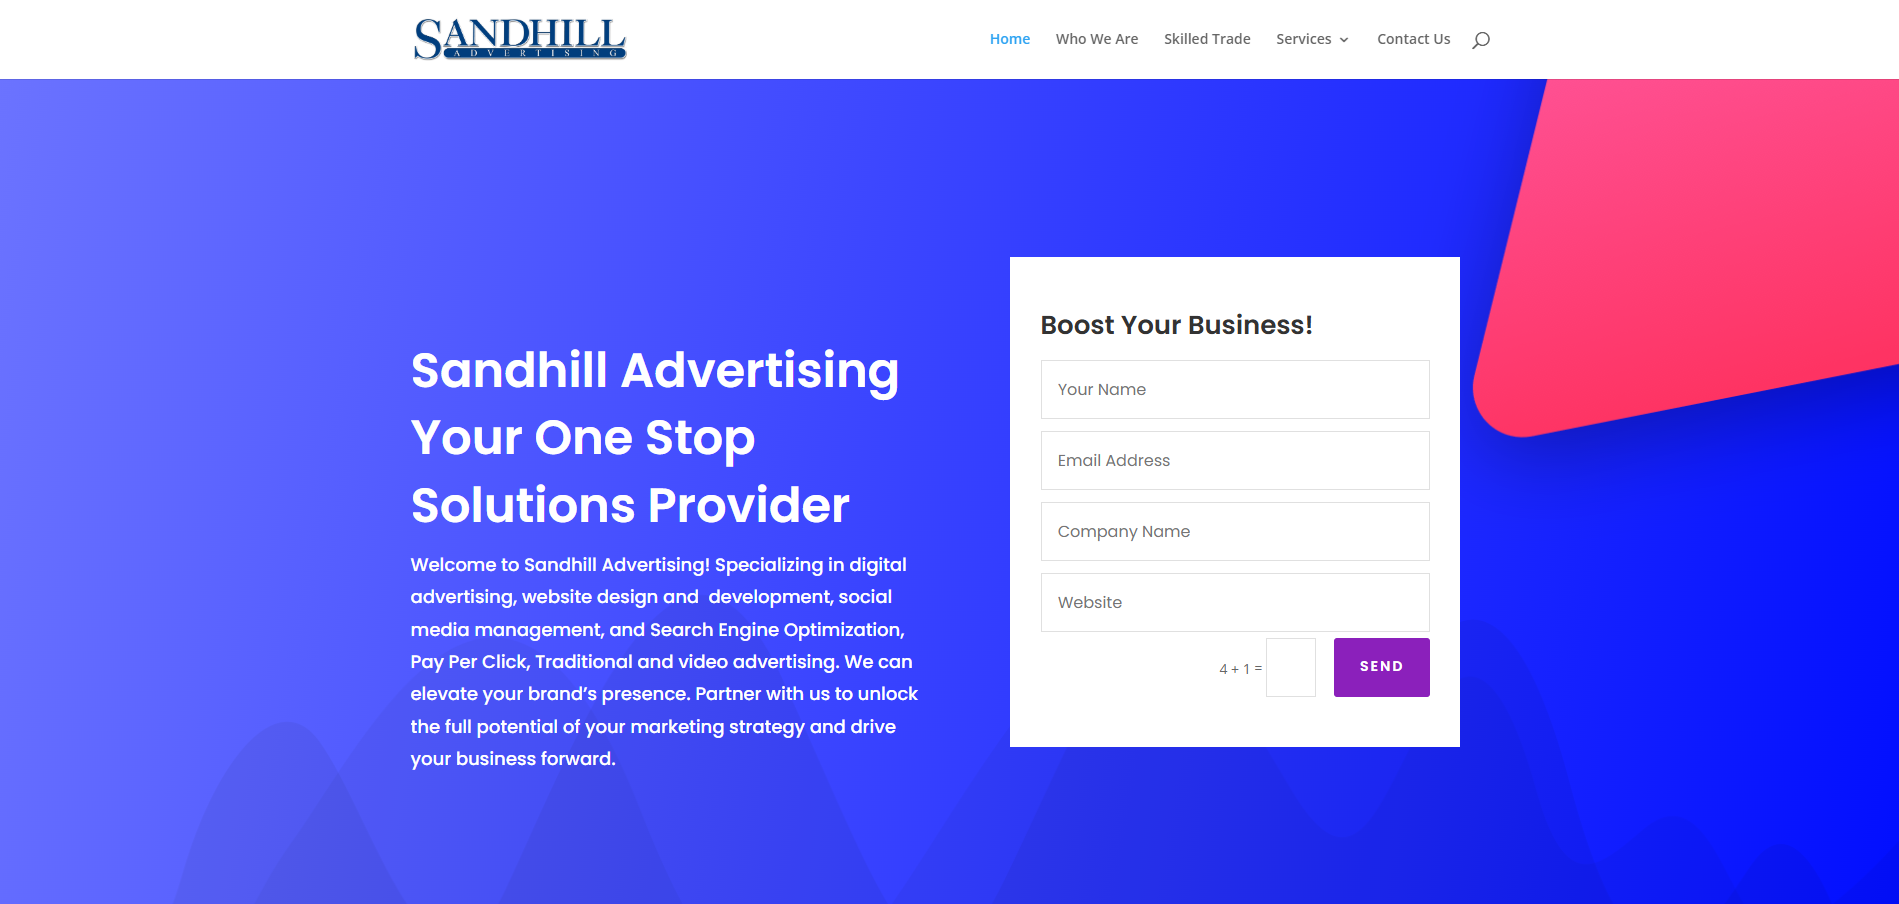 SANDHILL
ADVERTISING
Home Who We Are Skilled Trade Services Contact Us
Sandhill Advertising
Your One Stop
Solutions Provider
Welcome to Sandhill Advertising! Specializing in digital
advertising, website design and  development, social
media management, and Search Engine Optimization,
Pay Per Click, Traditional and video advertising. We can
elevate your brand’s presence. Partner with us to unlock
the full potential of your marketing strategy and drive
your business forward.
Boost Your Business!
Your Name
Email Address
Company Name
Website
4 + 1 =
SEND